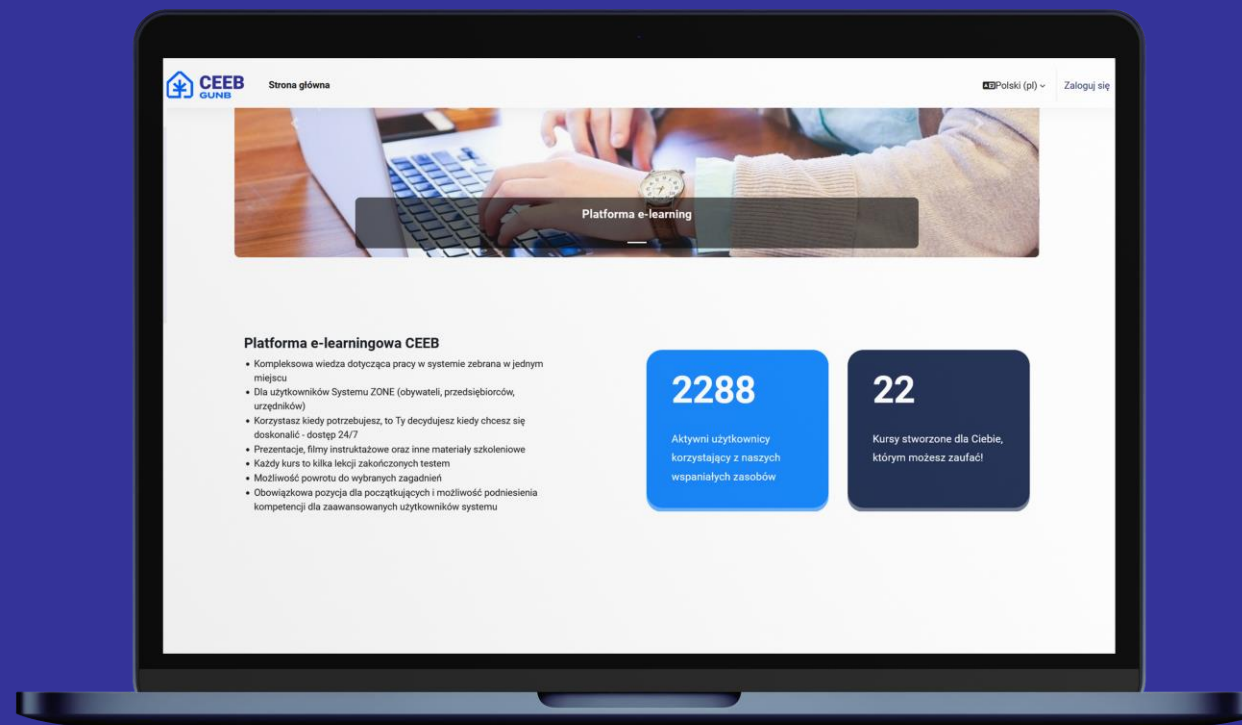 CEEB
GUNB
Strona główna
Polski (pl)
Zaloguj się
Platforma e-learning
Platforma e-learningowa CEEB
• Kompleksowa wiedza dotycząca pracy w systemie zebrana w jednym
miejscu
• Dla użytkowników Systemu ZONE (obywateli, przedsiębiorców,
urzędników)
• Korzystasz kiedy potrzebujesz, to Ty decydujesz kiedy chcesz się
doskonalić - dostęp 24/7
• Prezentacje, filmy instruktażowe oraz inne materiały szkoleniowe
• Każdy kurs to kilka lekcji zakończonych testem
• Możliwość powrotu do wybranych zagadnień
• Obowiązkowa pozycja dla początkujących i możliwość podniesienia
kompetencji dla zaawansowanych użytkowników systemu
2288
Aktywni użytkownicy
korzystający z naszych
wspaniałych zasobów
22
Kursy stworzone dla Ciebie,
którym możesz zaufać!